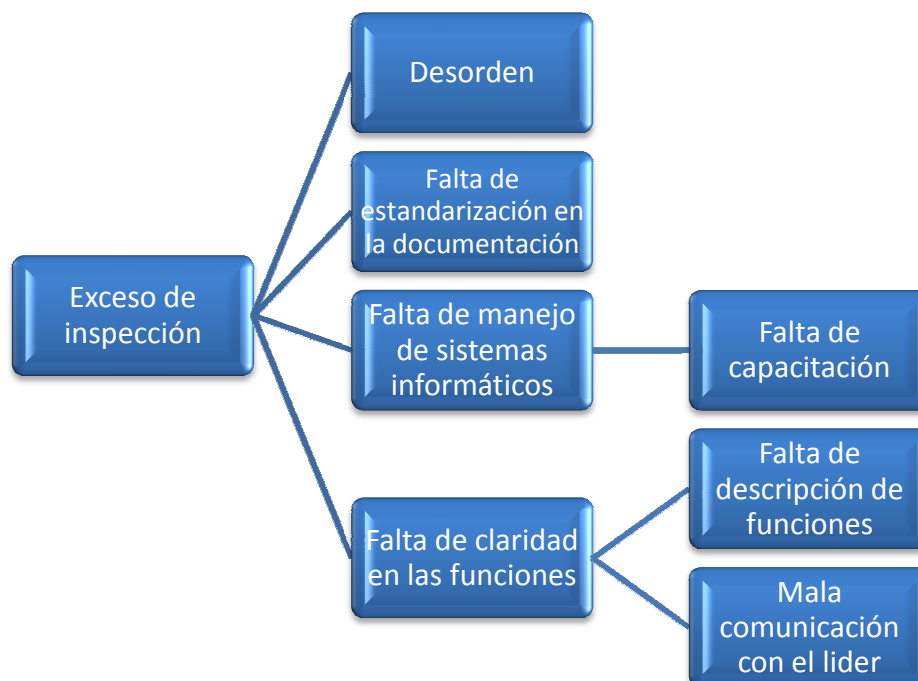 Desorden
Falta de
estandarización en
la documentación
Exceso de
inspección
Falta de manejo
de sistemas
informáticos
Falta de
capacitación
Falta de claridad
en las funciones
Falta de
descripción de
funciones
Mala
comunicación
con el lider